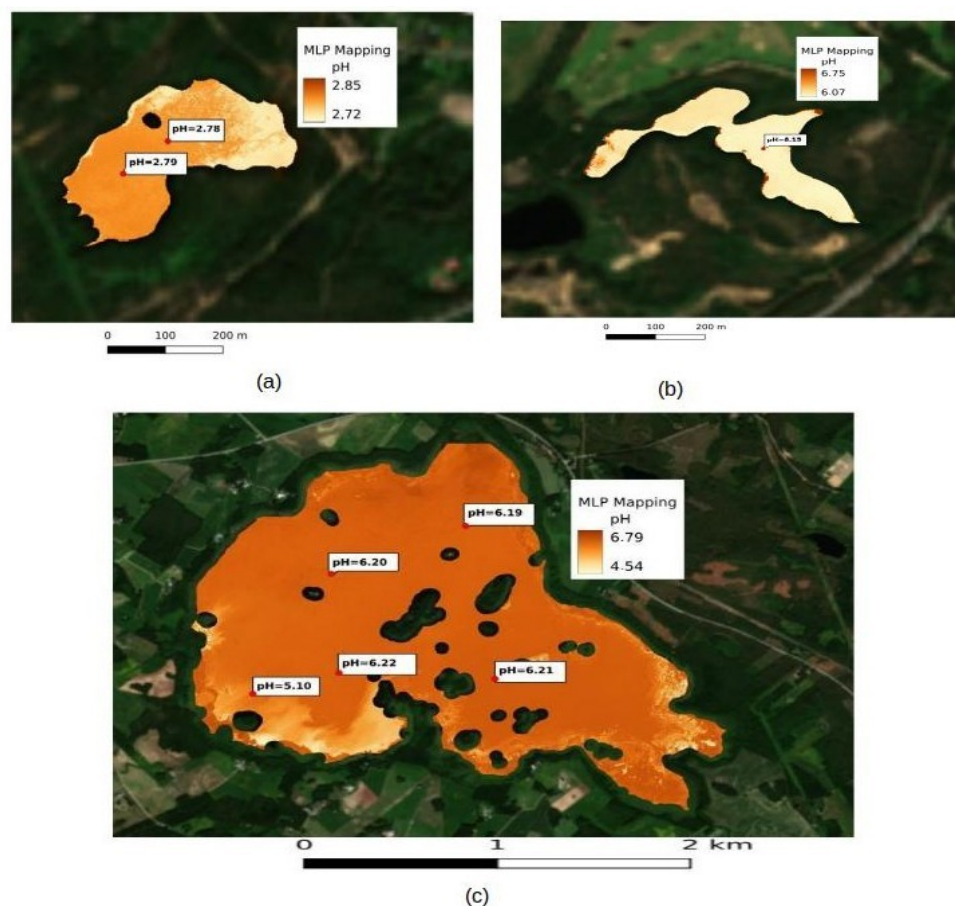 MLP Mapping
pH
2.85
2.72
pH=2.78
pH=2.79
0 100 200 m
(a)
MLP Mapping
pH
6.75
6.07
0 100 200 m
(b)
MLP Mapping
pH
6.79
4.54
pH=6.19
pH=6.20
pH=6.22
pH=6.21
pH=5.10
0 1 2 km
(c)